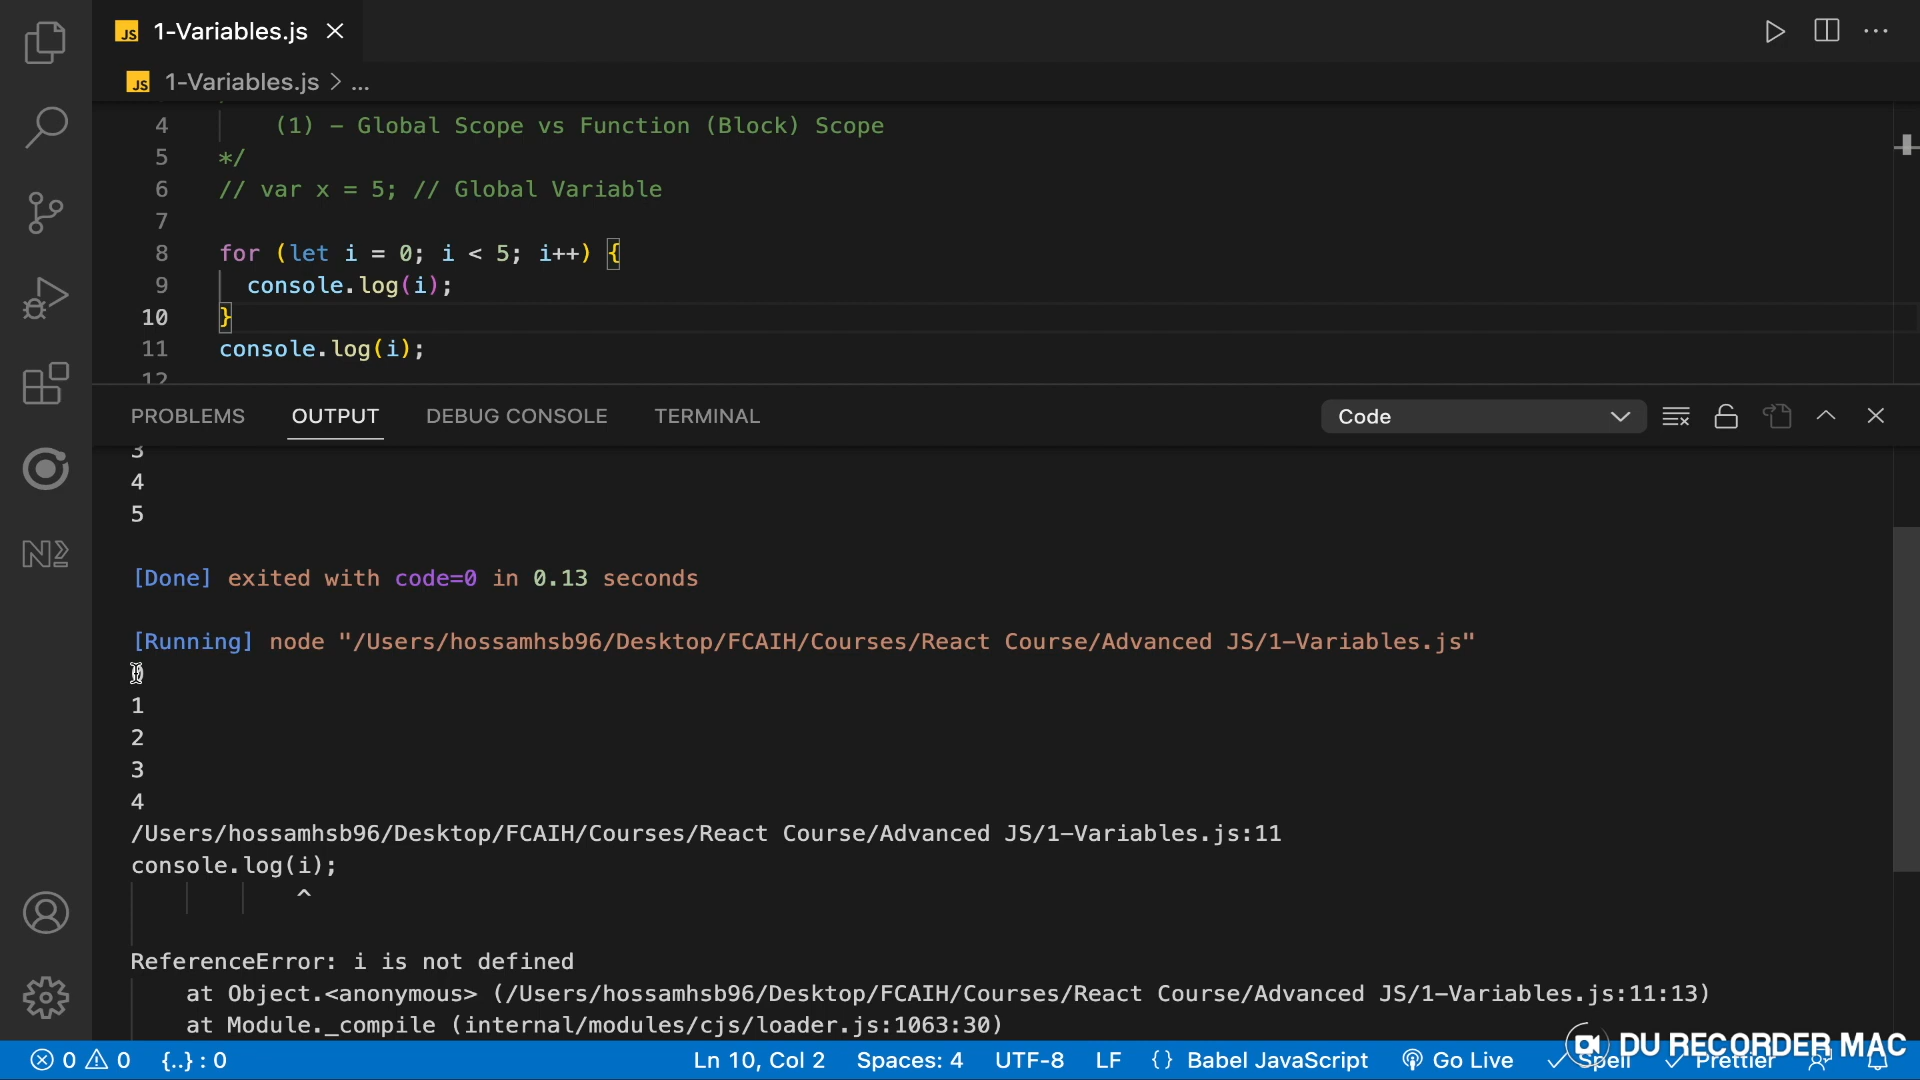 JS 1-Variables.js
JS 1-Variables.js > ...
4 (1) - Global Scope vs Function (Block) Scope
5 */
6 // var x = 5; // Global Variable
7
8 for (let i = 0; i < 5; i++) {
9 console.log(i);
10 }
11 console.log(i);
12
PROBLEMS OUTPUT DEBUG CONSOLE TERMINAL Code
3
4
5
[Done] exited with code=0 in 0.13 seconds
[Running] node "/Users/hossamhsb96/Desktop/FCAIH/Courses/React Course/Advanced JS/1-Variables.js"
0
1
2
3
4
/Users/hossamhsb96/Desktop/FCAIH/Courses/React Course/Advanced JS/1-Variables.js:11
console.log(i);
^
ReferenceError: i is not defined
at Object.<anonymous> (/Users/hossamhsb96/Desktop/FCAIH/Courses/React Course/Advanced JS/1-Variables.js:11:13)
at Module._compile (internal/modules/cjs/loader.js:1063:30)
DU RECORDER MAC
0 0 {..} : 0 Ln 10, Col 2 Spaces: 4 UTF-8 LF {} Babel JavaScript Go Live Spell Prettier